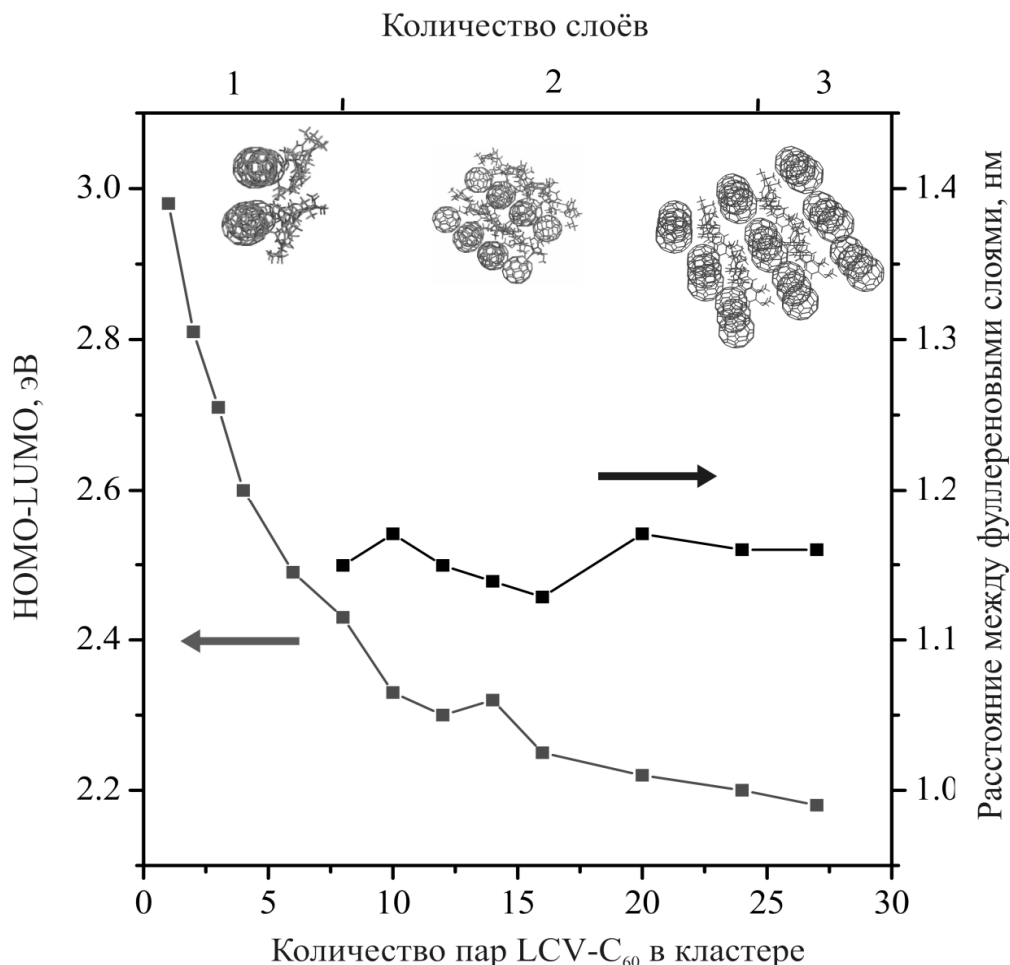 Количество слоёв
1 2 3
HOMO-LUMO, эВ
3.0
2.8
2.6
2.4
2.2
1.4
1.3
1.2
1.1
1.0
Расстояние между фуллереновыми слоями, нм
0 5 10 15 20 25 30
Количество пар LCV-C₆₀ в кластере